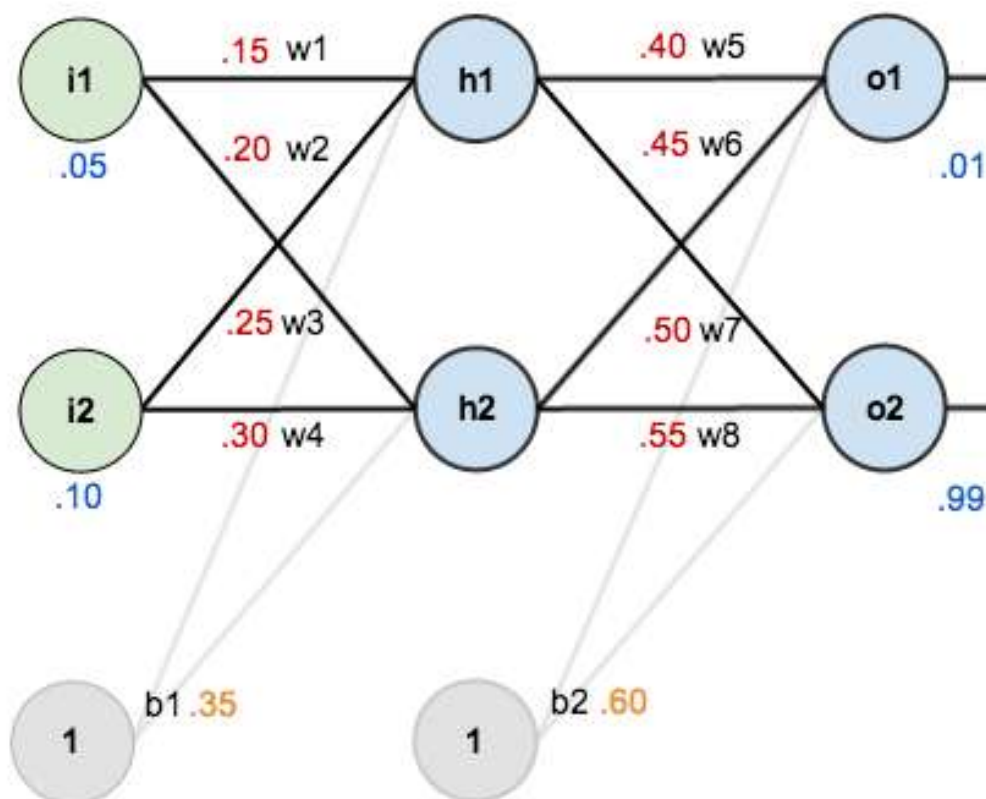 i1 .15 w1 h1 .40 w5 o1
.20 w2 .45 w6
.05 .01
.25 w3 .50 w7
i2 h2 o2
.30 w4 .55 w8
.10 .99
b1 .35 b2 .60
1 1